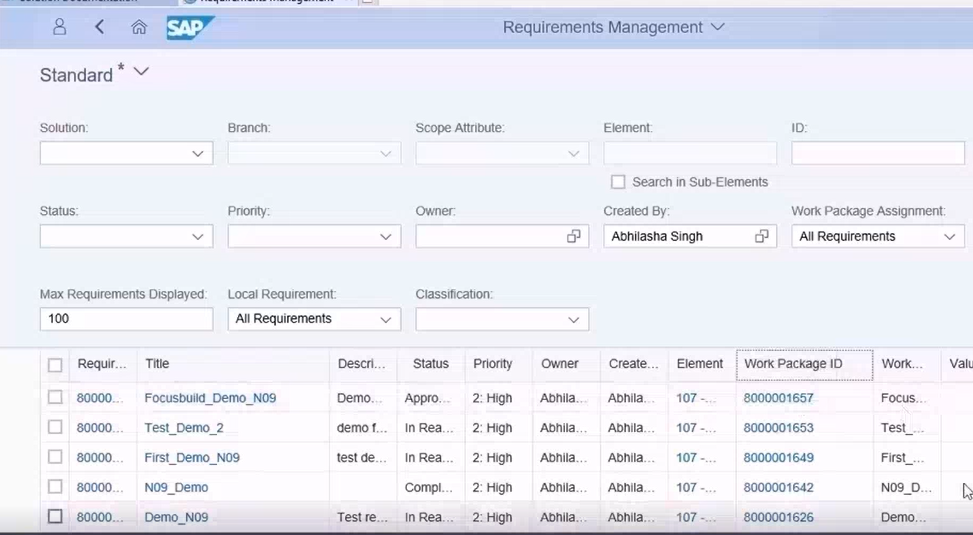 Requirements Management
SAP
Requirements Management
Standard *
Solution: Branch: Scope Attribute: Element: ID:
Search in Sub-Elements
Status: Priority: Owner: Created By: Work Package Assignment:
Abhilasha Singh All Requirements
Max Requirements Displayed: Local Requirement: Classification:
100 All Requirements
Requir... Title Descri... Status Priority Owner Create... Element Work Package ID Work... Valu
80000... Focusbuild_Demo_N09 Demo... Appro... 2: High Abhila... Abhila... 107 -... 8000001657 Focus...
80000... Test_Demo_2 demo f... In Rea... 2: High Abhila... Abhila... 107 -... 8000001653 Test_...
80000... First_Demo_N09 test de... In Rea... 2: High Abhila... Abhila... 107 -... 8000001649 First_...
80000... N09_Demo Compl... 2: High Abhila... Abhila... 107 -... 8000001642 N09_D...
80000... Demo_N09 Test re... In Rea... 2: High Abhila... Abhila... 107 -... 8000001626 Demo...